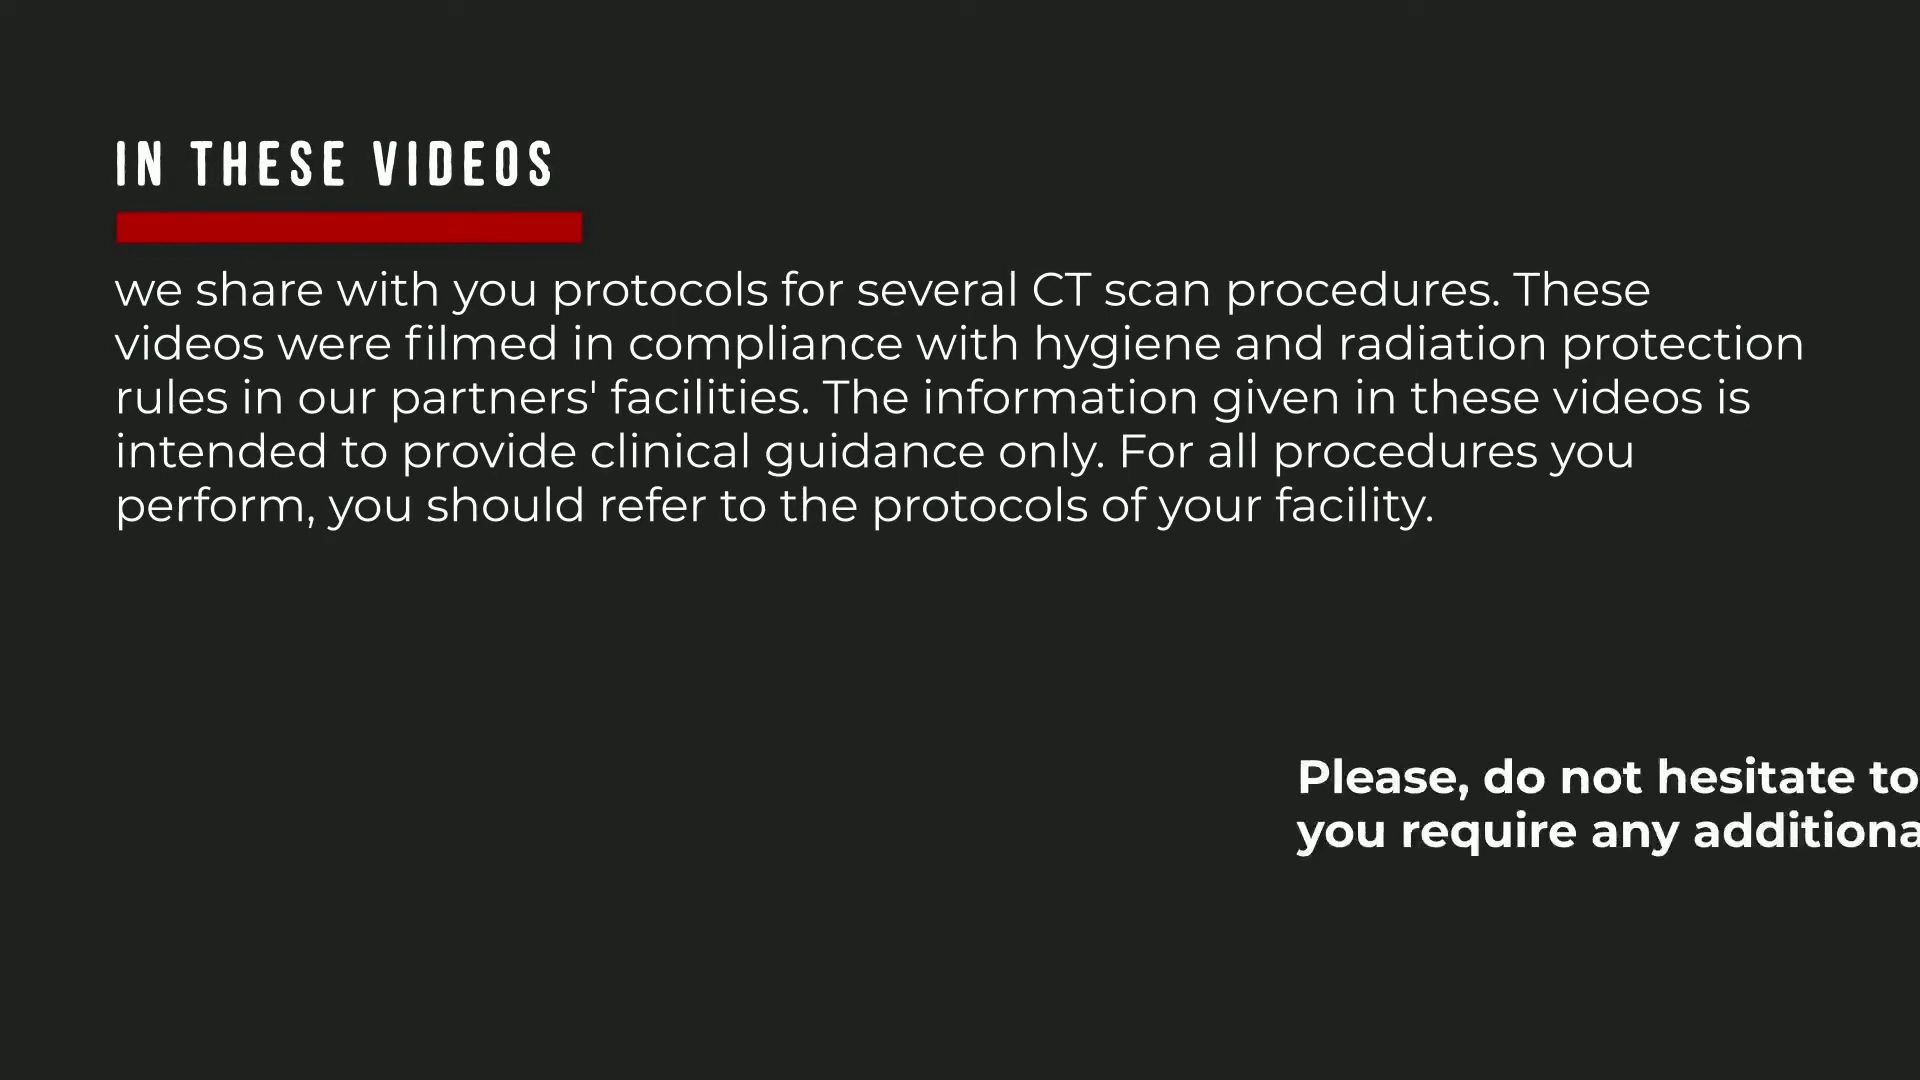 IN THESE VIDEOS
we share with you protocols for several CT scan procedures. These
videos were filmed in compliance with hygiene and radiation protection
rules in our partners' facilities. The information given in these videos is
intended to provide clinical guidance only. For all procedures you
perform, you should refer to the protocols of your facility.
Please, do not hesitate to
you require any additiona